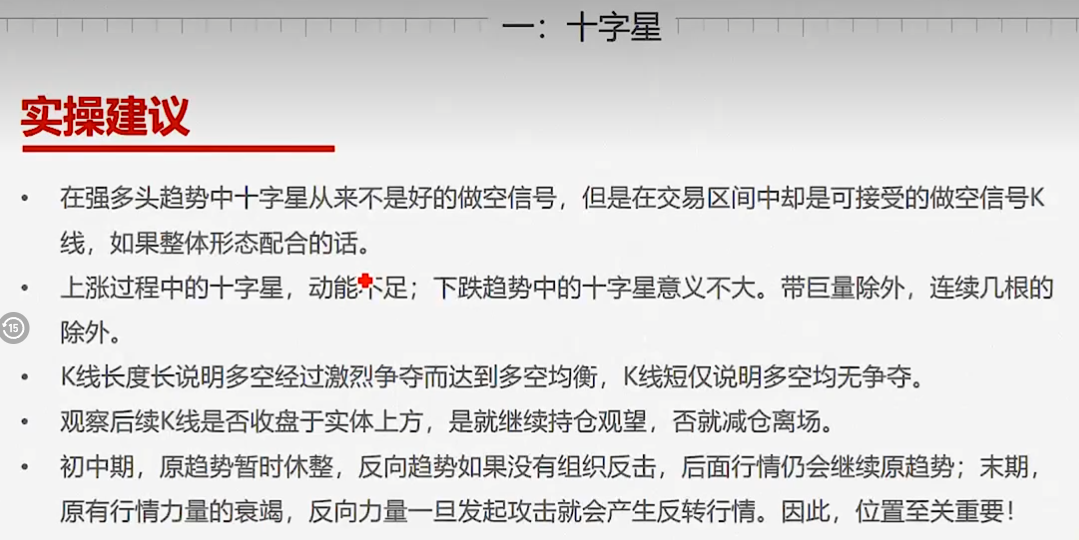 一：十字星
实操建议
• 在强多头趋势中十字星从来不是好的做空信号，但是在交易区间中却是可接受的做空信号K
线，如果整体形态配合的话。
• 上涨过程中的十字星，动能不足；下跌趋势中的十字星意义不大。带巨量除外，连续几根的
除外。
15
• K线长度长说明多空经过激烈争夺而达到多空均衡，K线短仅说明多空均无争夺。
• 观察后续K线是否收盘于实体上方，是就继续持仓观望，否就减仓离场。
• 初中期，原趋势暂时休整，反向趋势如果没有组织反击，后面行情仍会继续原趋势；末期，
原有行情力量的衰竭，反向力量一旦发起攻击就会产生反转行情。因此，位置至关重要！